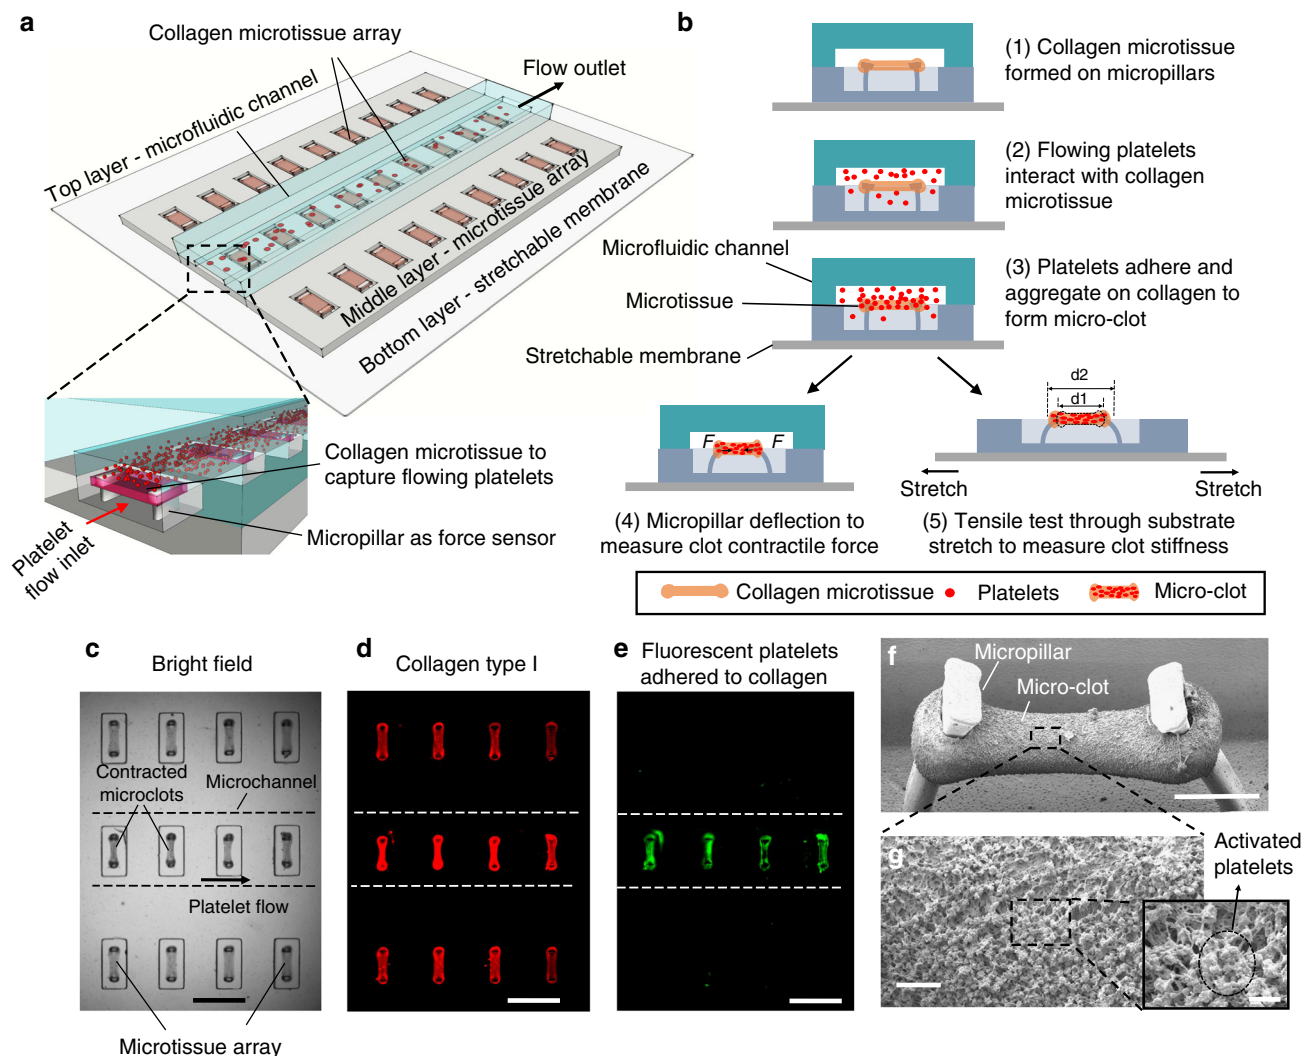 a
Collagen microtissue array
Flow outlet
Top layer - microfluidic channel
Middle layer - microtissue array
Bottom layer - stretchable membrane
Collagen microtissue to
capture flowing platelets
Micropillar as force sensor
Platelet
flow inlet
b
(1) Collagen microtissue
formed on micropillars
(2) Flowing platelets
interact with collagen
microtissue
Microfluidic channel
Microtissue
Stretchable membrane
(3) Platelets adhere and
aggregate on collagen to
form micro-clot
F
F
d2
d1
Stretch
Stretch
(4) Micropillar deflection to
measure clot contractile force
(5) Tensile test through substrate
stretch to measure clot stiffness
Collagen microtissue
Platelets
Micro-clot
c
Bright field
Contracted
microclots
Microchannel
Platelet flow
Microtissue array
d
Collagen type I
e
Fluorescent platelets
adhered to collagen
f
Micropillar
Micro-clot
g
Activated
platelets